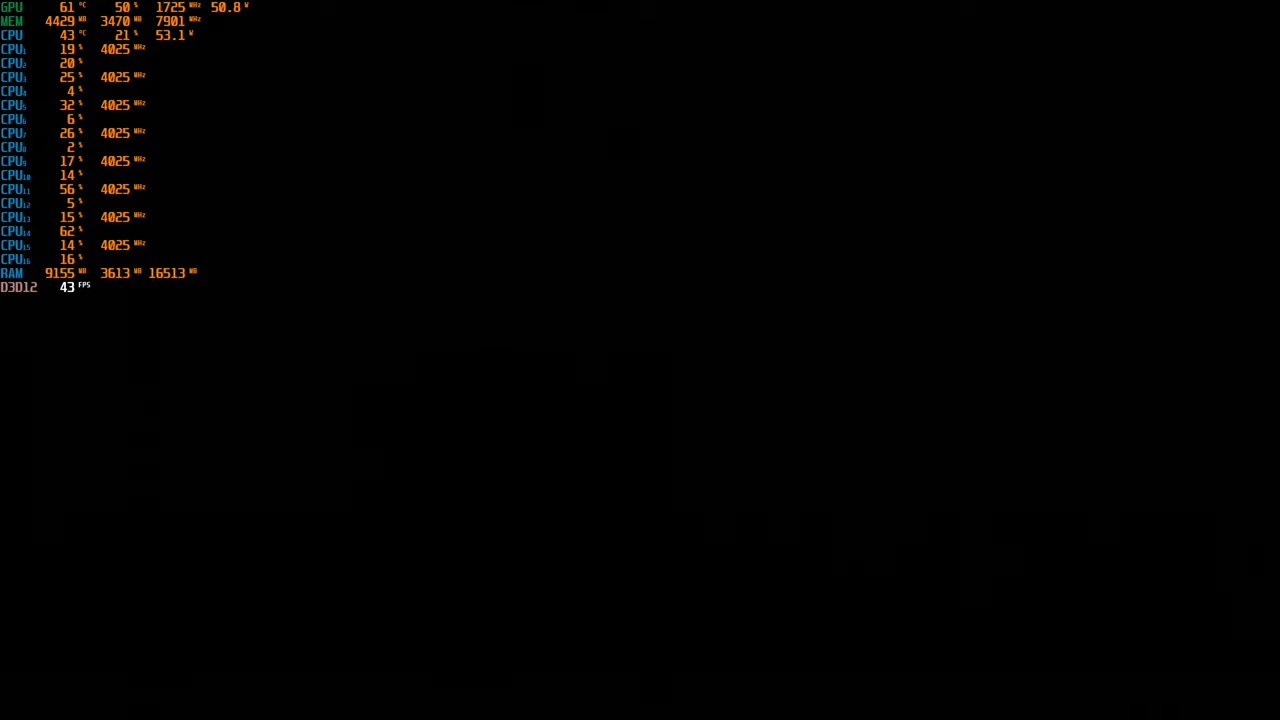 GPU 61 °C 50 % 1725 MHz 50.8 W
MEM 4429 MB 3470 MB 7901 MHz
CPU 43 °C 21 % 53.1 W
CPU1 19 % 4025 MHz
CPU2 20 %
CPU3 25 % 4025 MHz
CPU4 4 %
CPU5 32 % 4025 MHz
CPU6 6 %
CPU7 26 % 4025 MHz
CPU8 2 %
CPU9 17 % 4025 MHz
CPU10 14 %
CPU11 56 % 4025 MHz
CPU12 5 %
CPU13 15 % 4025 MHz
CPU14 62 %
CPU15 14 % 4025 MHz
CPU16 16 %
RAM 9155 MB 3613 MB 16513 MB
D3D12 43 FPS